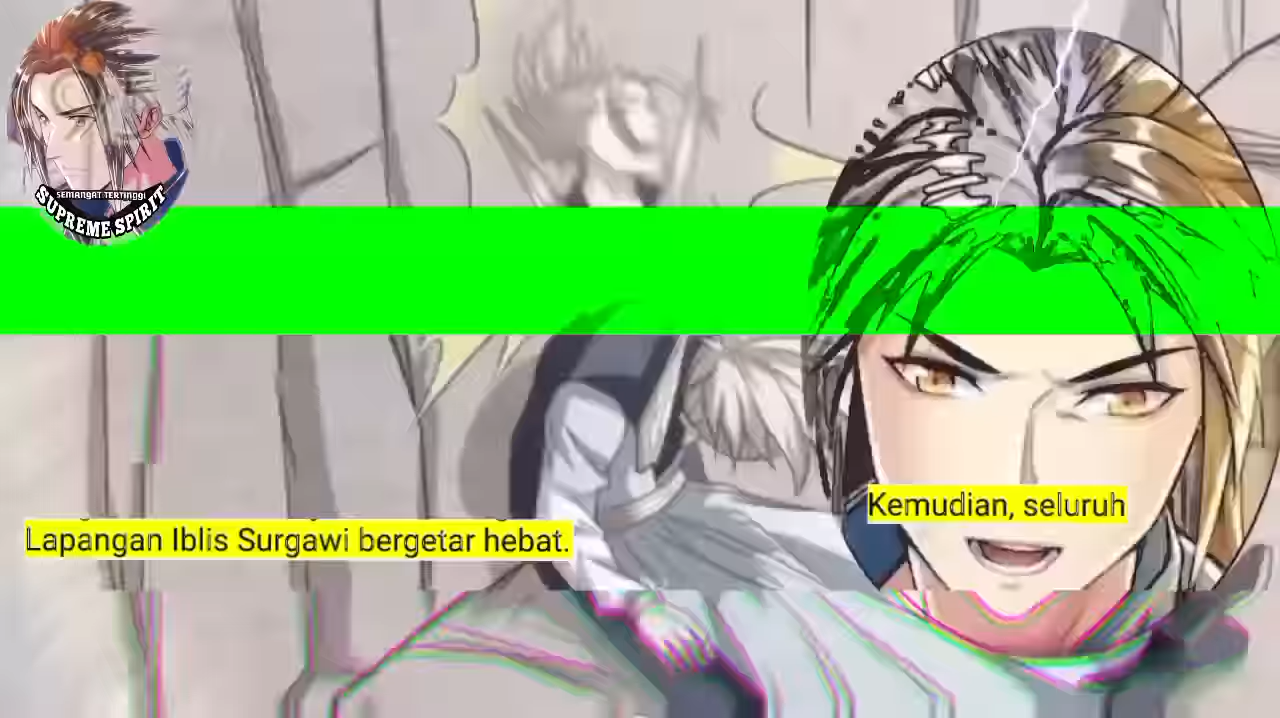 SEMANGAT TERTINGGI
SUPREME SPIRIT
Kemudian, seluruh
Lapangan Iblis Surgawi bergetar hebat.